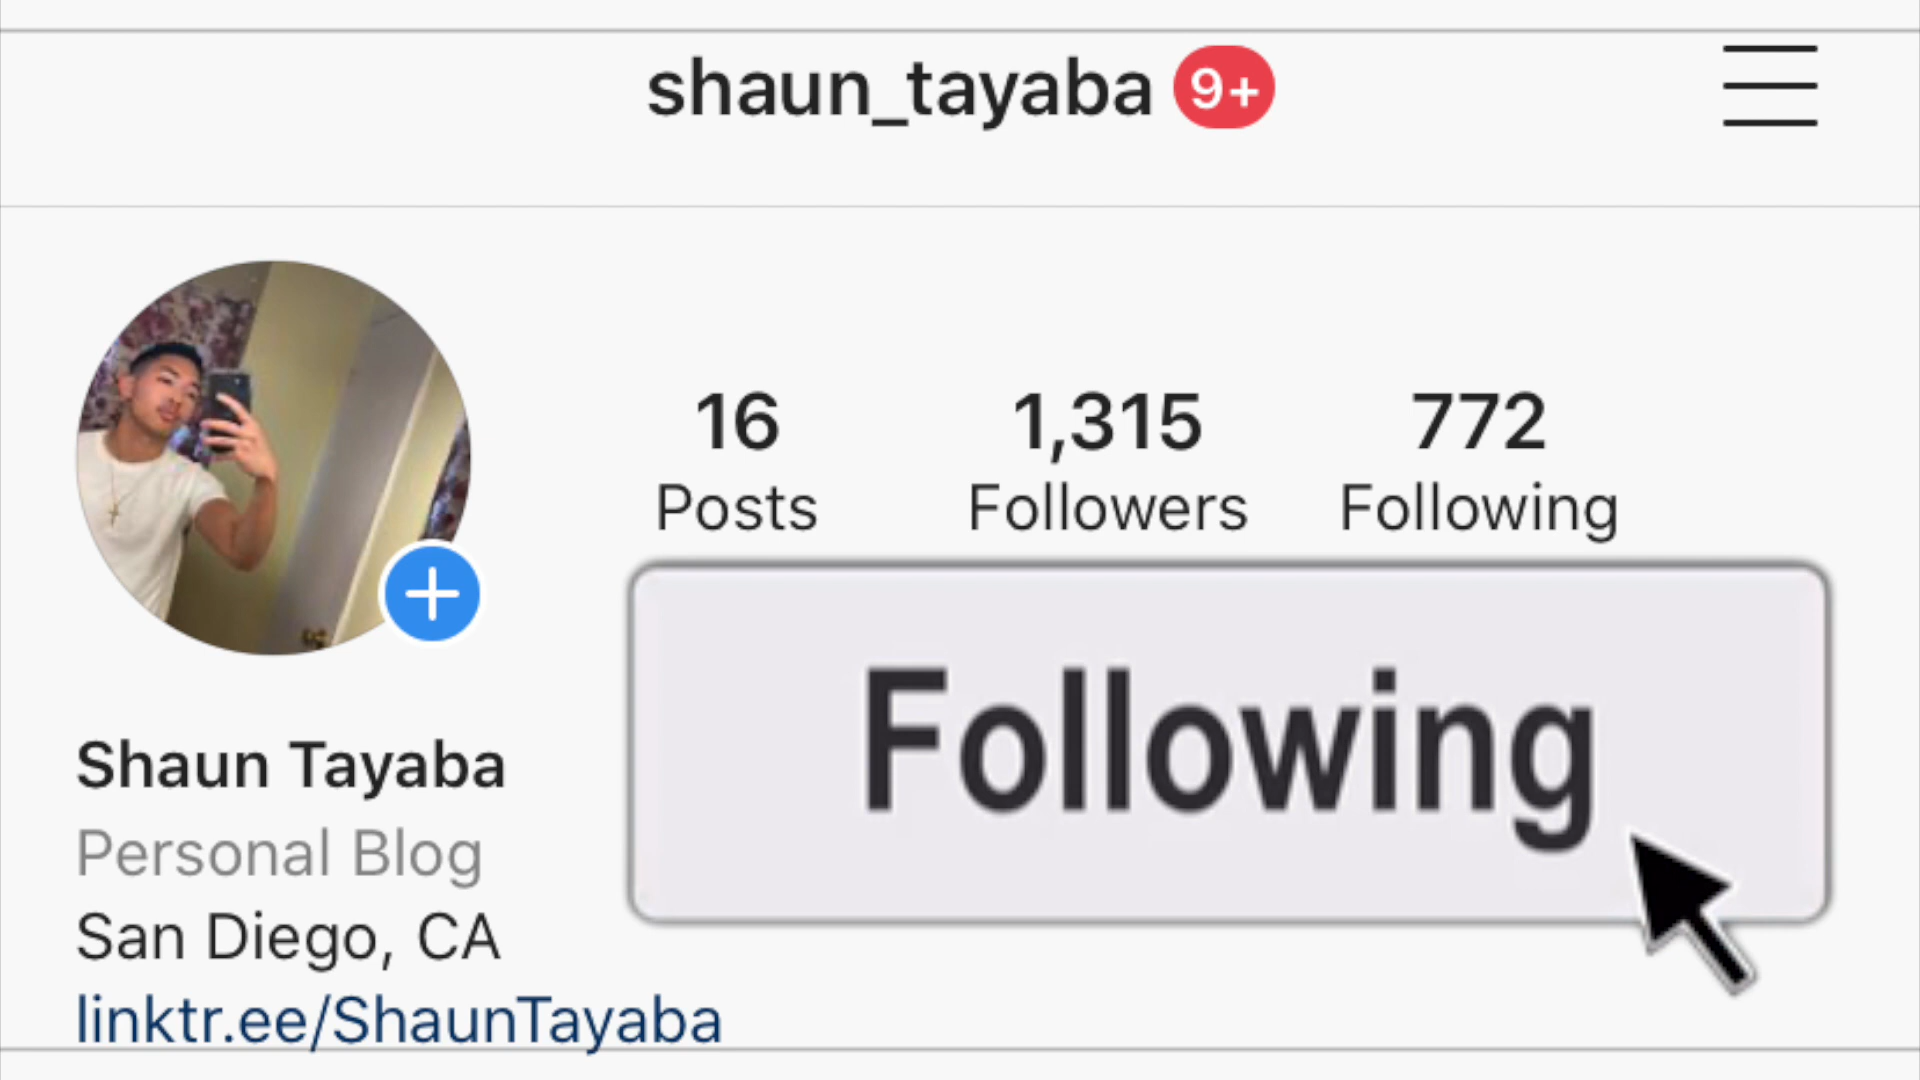 shaun_tayaba 9+
16 1,315 772
Posts Followers Following
Following
Shaun Tayaba
Personal Blog
San Diego, CA
linktr.ee/ShaunTayaba